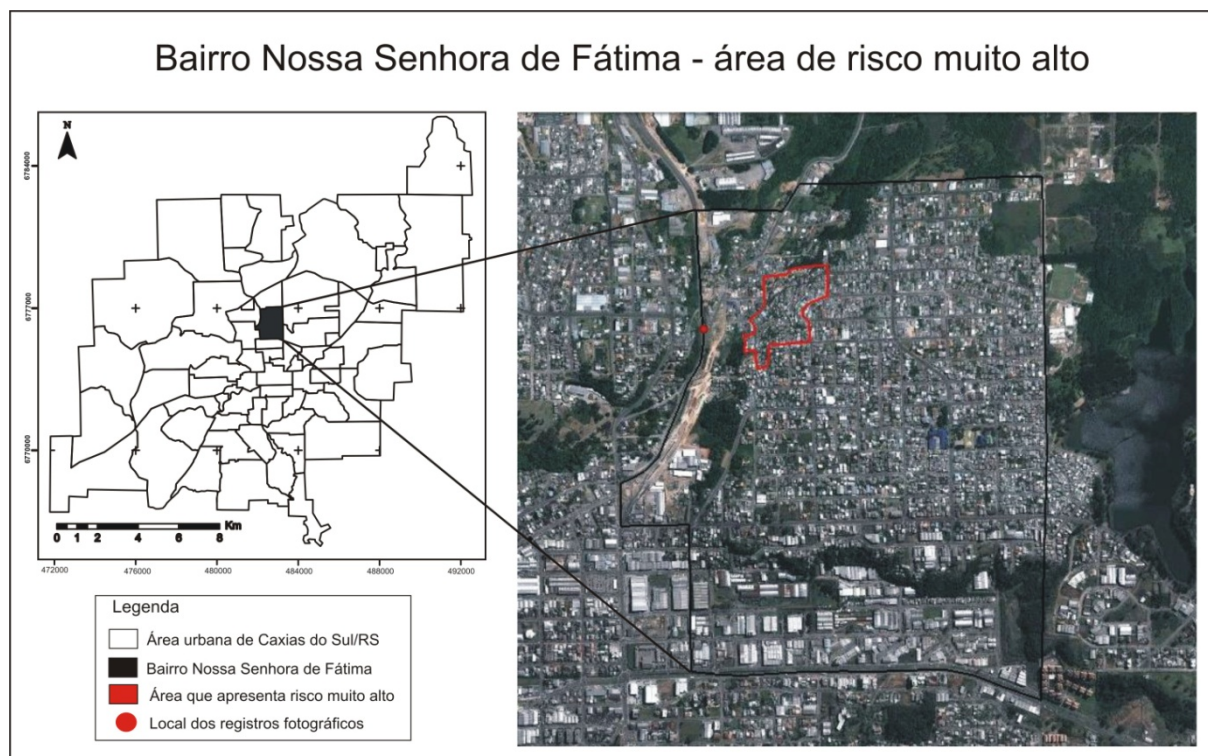 Bairro Nossa Senhora de Fátima - área de risco muito alto
N
6784000
6777000
6770000
0 1 2 4 6 8 Km
472000 476000 480000 484000 488000 492000
Legenda
Área urbana de Caxias do Sul/RS
Bairro Nossa Senhora de Fátima
Área que apresenta risco muito alto
Local dos registros fotográficos